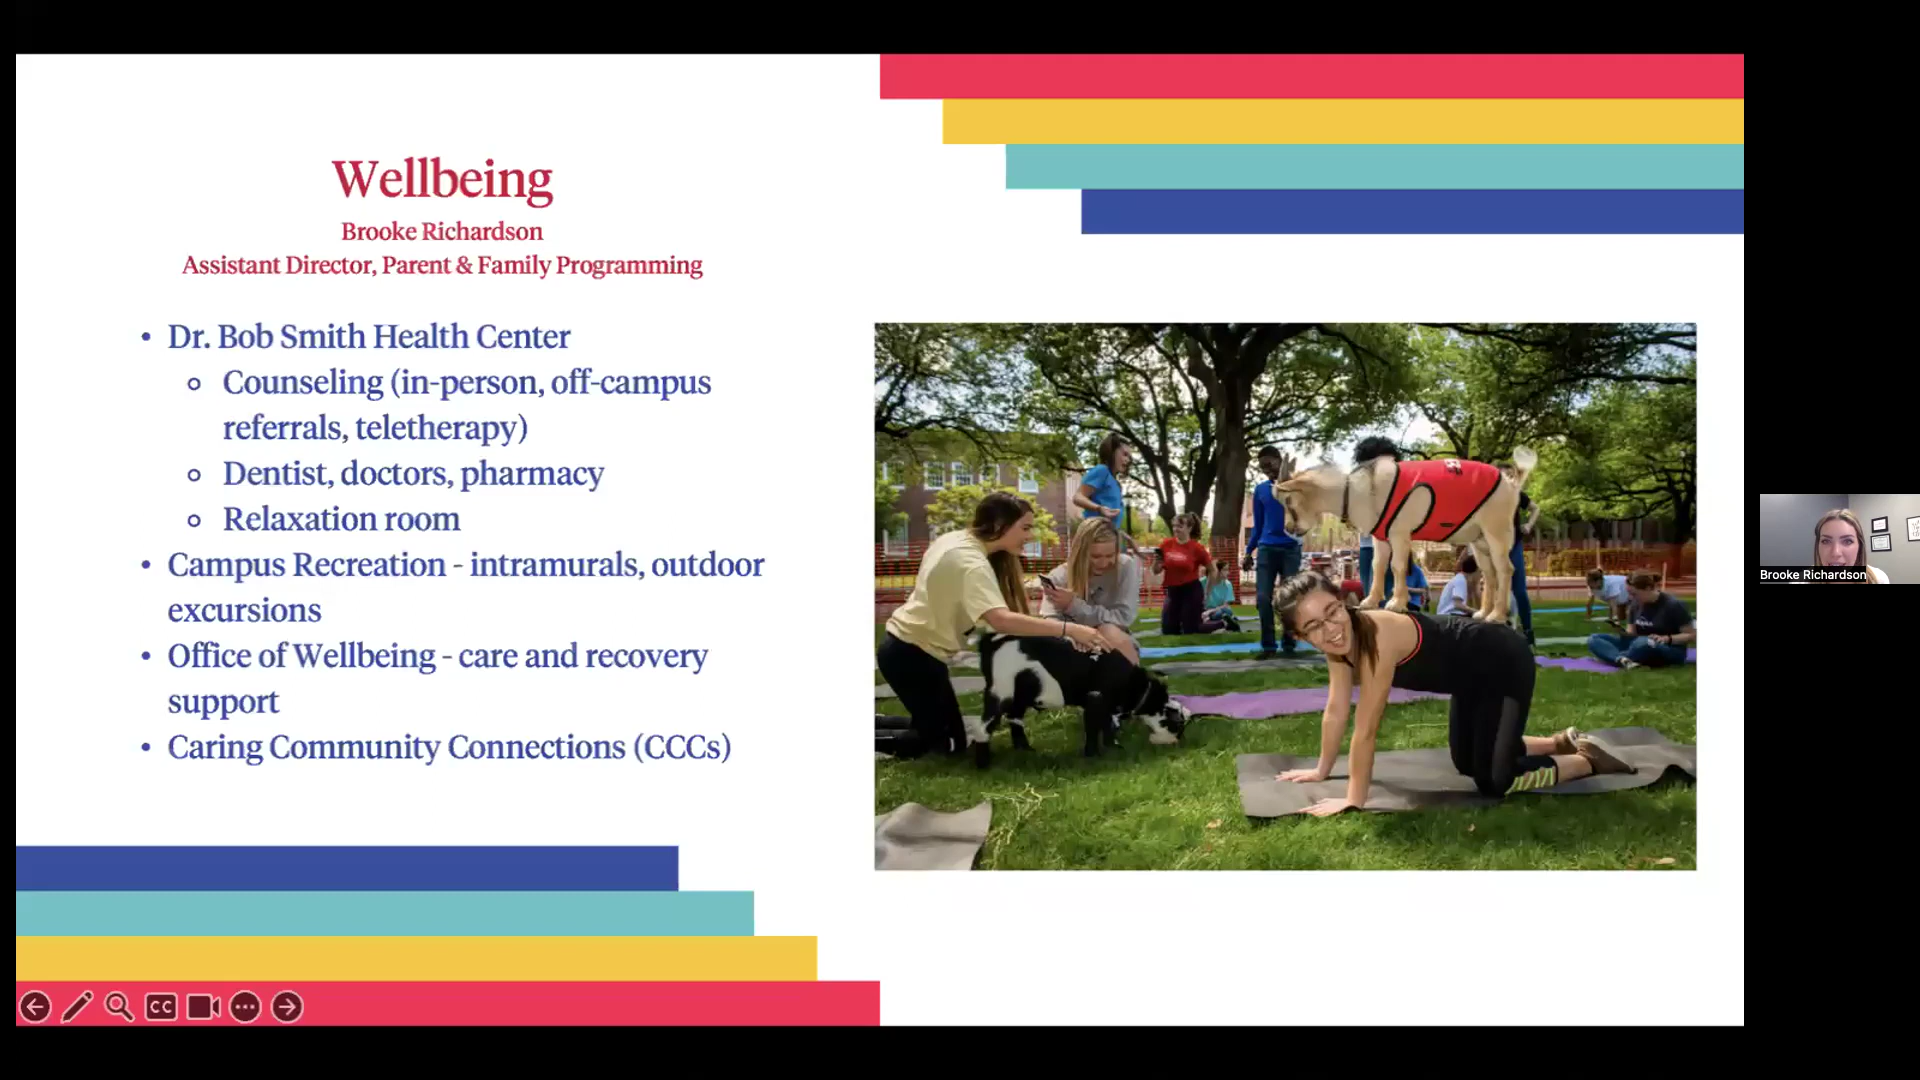 Wellbeing
Brooke Richardson
Assistant Director, Parent & Family Programming
• Dr. Bob Smith Health Center
○ Counseling (in-person, off-campus
referrals, teletherapy)
○ Dentist, doctors, pharmacy
○ Relaxation room
• Campus Recreation - intramurals, outdoor
excursions
• Office of Wellbeing - care and recovery
support
• Caring Community Connections (CCCs)
CC
Brooke Richardson